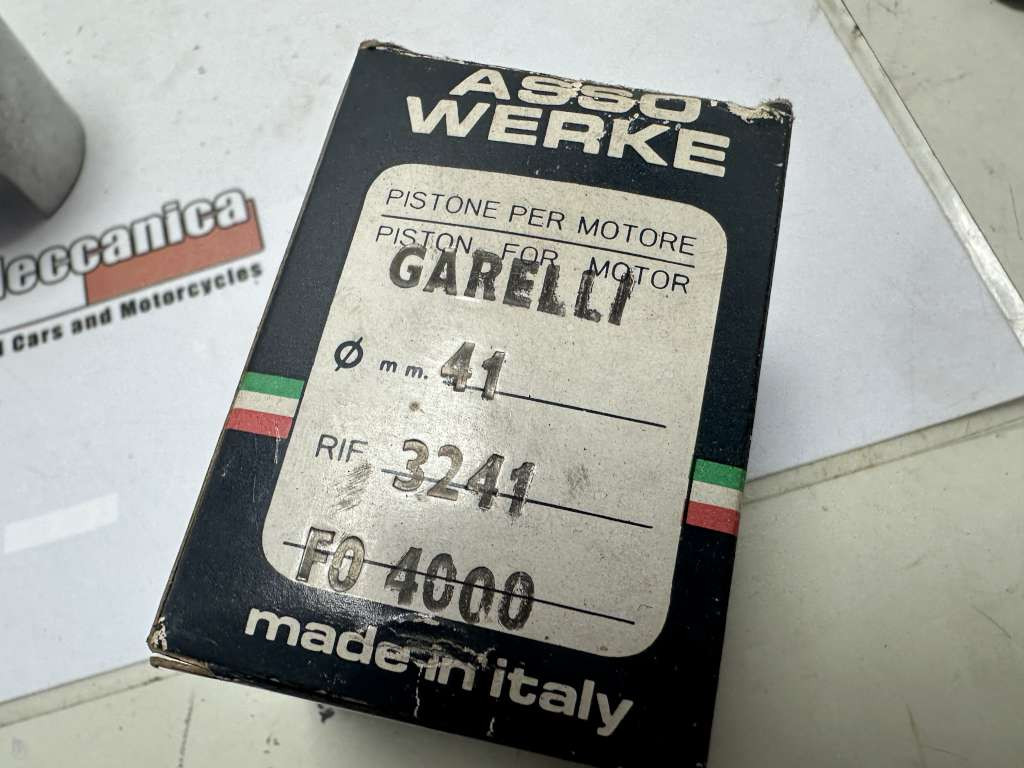 ASSO
WERKE
PISTONE PER MOTORE
PISTON FOR MOTOR
GARELLI
Ø mm. 41
RIF 3241
FO 4000
made in italy
Meccanica
Cars and Motorcycles